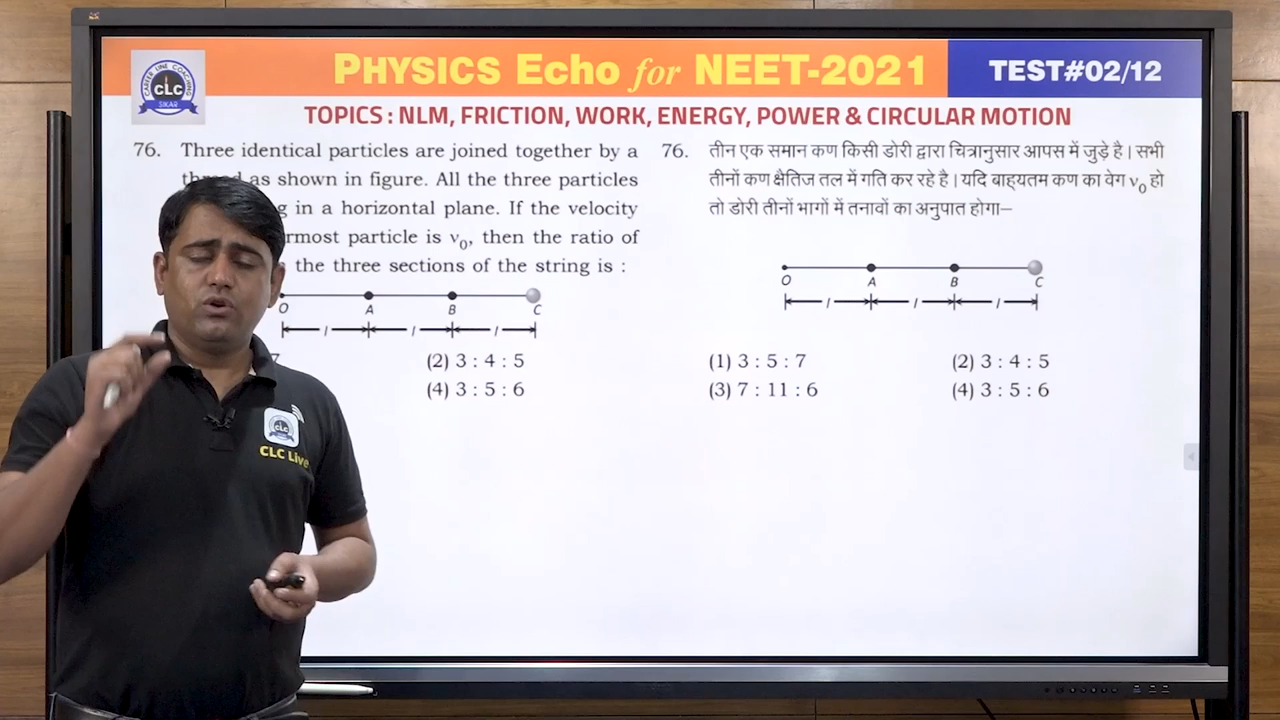 PHYSICS Echo for NEET-2021
TEST#02/12
CAREER LINE COACHING
CLC
SIKAR
TOPICS : NLM, FRICTION, WORK, ENERGY, POWER & CIRCULAR MOTION
76. Three identical particles are joined together by a
as shown in figure. All the three particles
in a horizontal plane. If the velocity
particle is v₀, then the ratio of
the three sections of the string is :
O A B C
l l l
(2) 3 : 4 : 5
(4) 3 : 5 : 6
76. तीन एक समान कण किसी डोरी द्वारा चित्रानुसार आपस में जुड़े है। सभी
तीनों कण क्षैतिज तल में गति कर रहे है। यदि बाह्यतम कण का वेग v₀ हो
तो डोरी तीनों भागों में तनावों का अनुपात होगा–
O A B C
l l l
(1) 3 : 5 : 7 (2) 3 : 4 : 5
(3) 7 : 11 : 6 (4) 3 : 5 : 6
CLC
CLC Live